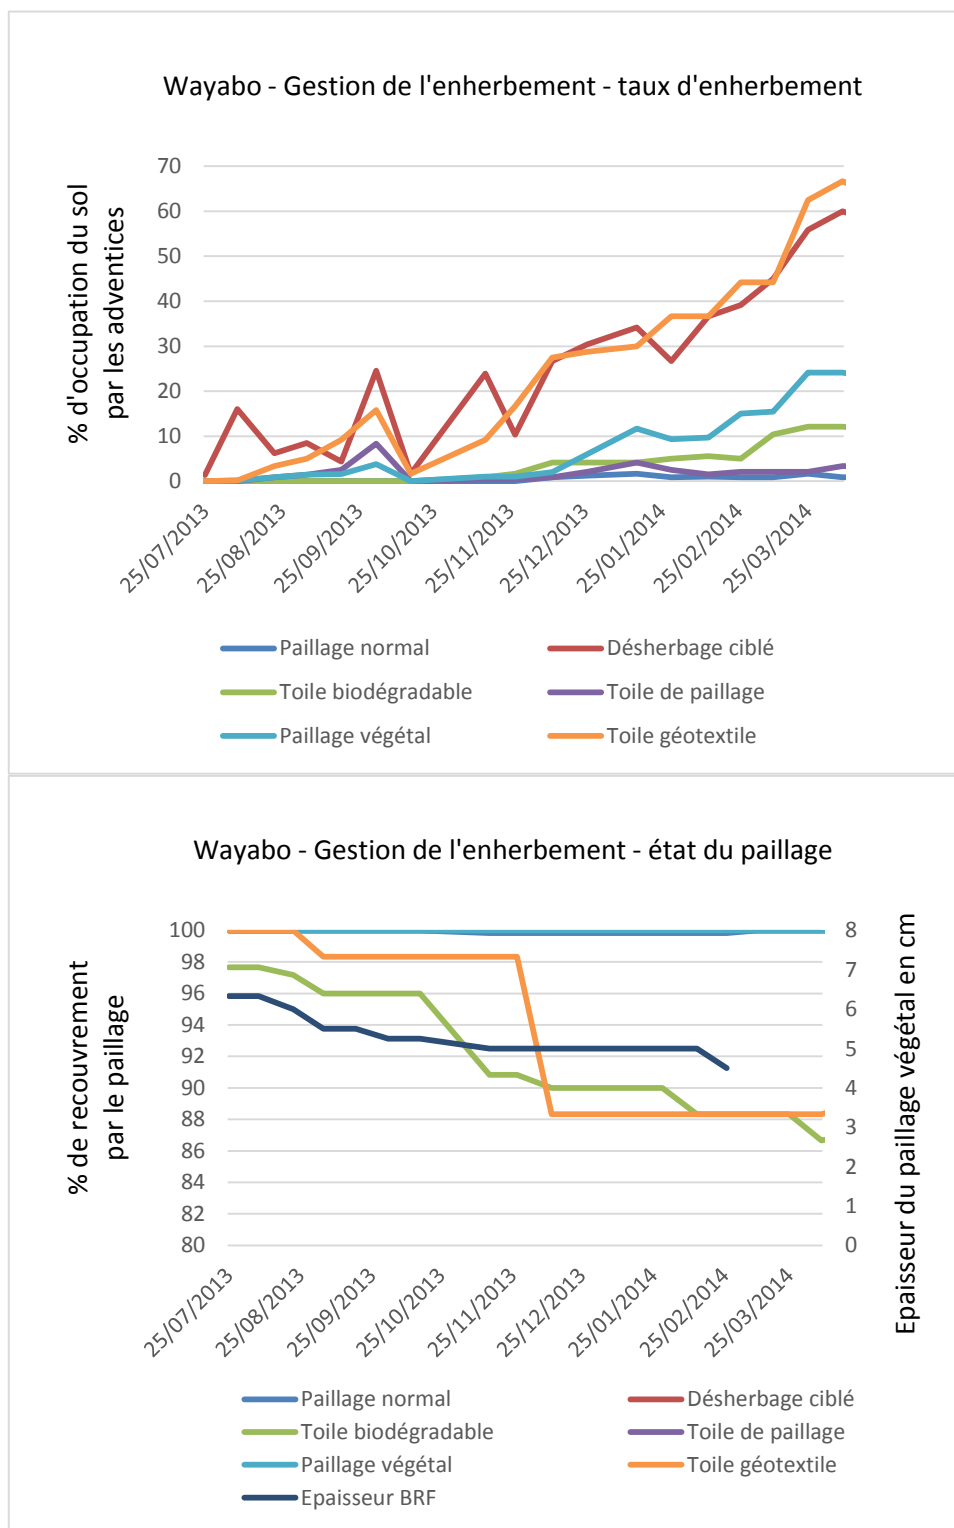 Wayabo - Gestion de l'enherbement - taux d'enherbement
% d'occupation du sol
par les adventices
70
60
50
40
30
20
10
0
25/07/2013
25/08/2013
25/09/2013
25/10/2013
25/11/2013
25/12/2013
25/01/2014
25/02/2014
25/03/2014
Paillage normal
Désherbage ciblé
Toile biodégradable
Toile de paillage
Paillage végétal
Toile géotextile
Wayabo - Gestion de l'enherbement - état du paillage
% de recouvrement
par le paillage
100
98
96
94
92
90
88
86
84
82
80
8
7
6
5
4
3
2
1
0
Epaisseur du paillage végétal en cm
25/07/2013
25/08/2013
25/09/2013
25/10/2013
25/11/2013
25/12/2013
25/01/2014
25/02/2014
25/03/2014
Paillage normal
Désherbage ciblé
Toile biodégradable
Toile de paillage
Paillage végétal
Toile géotextile
Epaisseur BRF